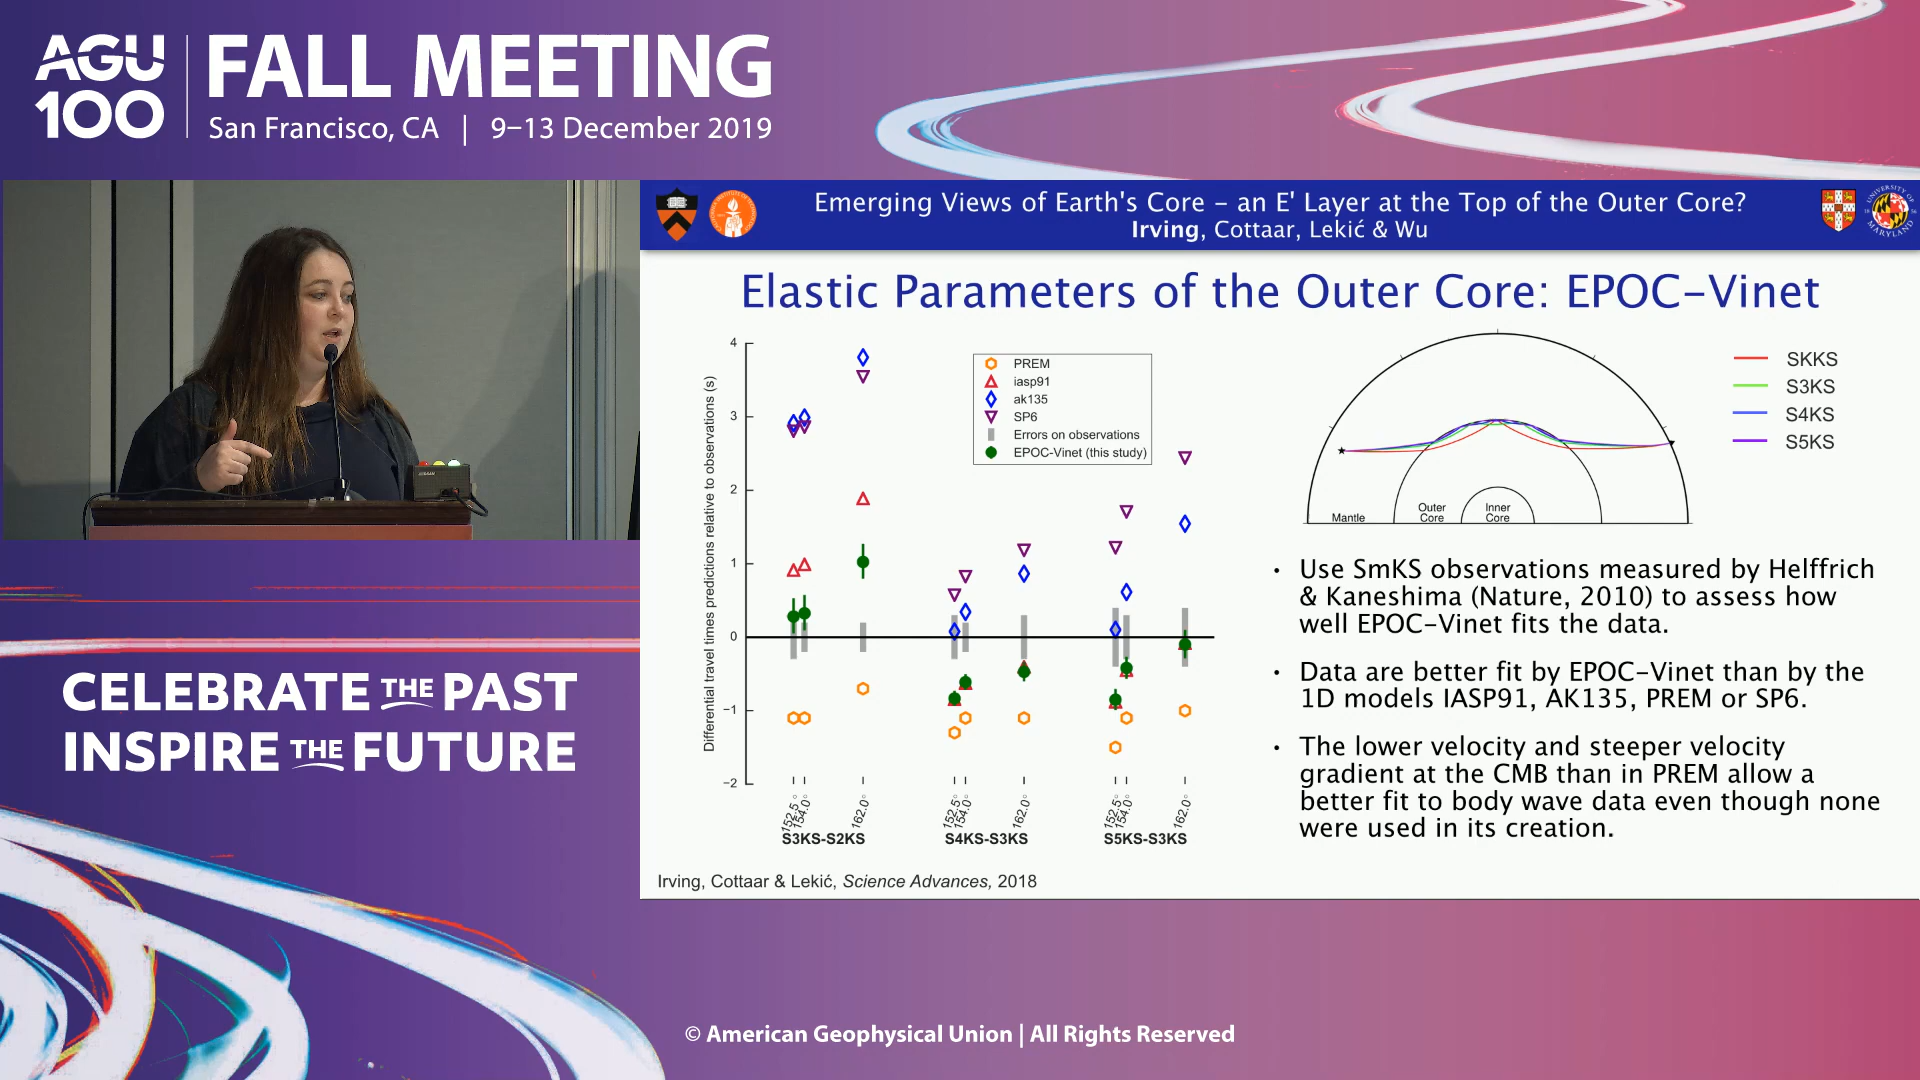 AGU
100
FALL MEETING
San Francisco, CA | 9–13 December 2019
Emerging Views of Earth's Core – an E' Layer at the Top of the Outer Core?
Irving, Cottaar, Lekić & Wu
Elastic Parameters of the Outer Core: EPOC–Vinet
Differential travel times predictions relative to observations (s)
4
3
2
1
0
−1
−2
PREM
iasp91
ak135
SP6
Errors on observations
EPOC-Vinet (this study)
152.5°
154.0°
162.0°
S3KS-S2KS
152.5°
154.0°
162.0°
S4KS-S3KS
152.5°
154.0°
162.0°
S5KS-S3KS
Irving, Cottaar & Lekić, Science Advances, 2018
Mantle
Outer
Core
Inner
Core
SKKS
S3KS
S4KS
S5KS
• Use SmKS observations measured by Helffrich
& Kaneshima (Nature, 2010) to assess how
well EPOC–Vinet fits the data.
• Data are better fit by EPOC–Vinet than by the
1D models IASP91, AK135, PREM or SP6.
• The lower velocity and steeper velocity
gradient at the CMB than in PREM allow a
better fit to body wave data even though none
were used in its creation.
CELEBRATE THE PAST
INSPIRE THE FUTURE
© American Geophysical Union | All Rights Reserved